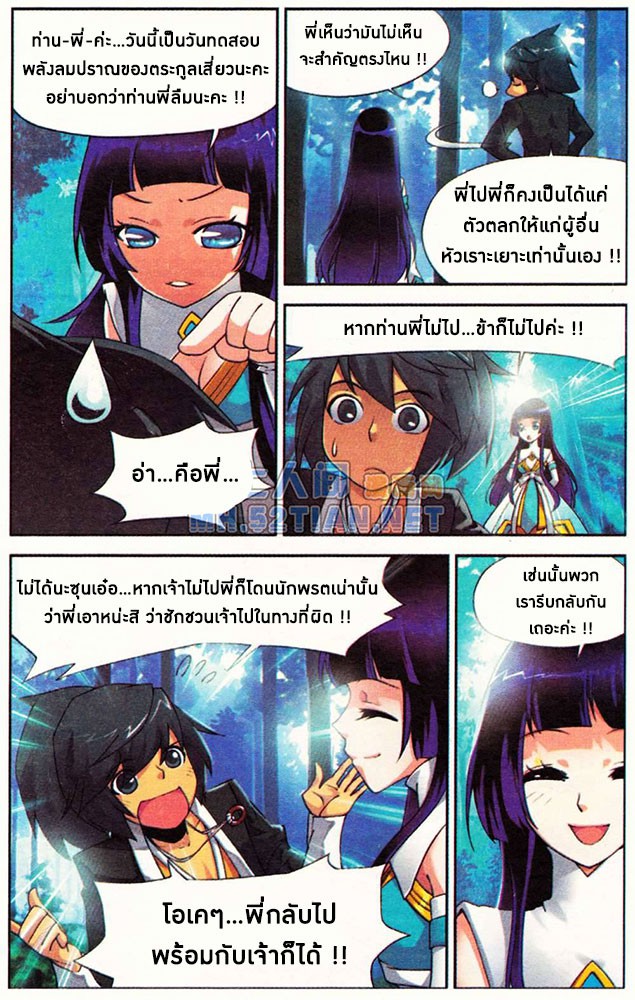 ท่าน-พี่-ค่ะ...วันนี้เป็นวันทดสอบ
พลังลมปราณของตระกูลเสี่ยวนะคะ
อย่าบอกว่าท่านพี่ลืมนะคะ !!
อ่ำ...คือพี่...
พี่เห็นว่ามันไม่เห็น
จะสำคัญตรงไหน !!
พี่ไปพี่ก็คงเป็นได้แค่
ตัวตลกให้แก่ผู้อื่น
หัวเราะเยาะเท่านั้นเอง !!
หากท่านพี่ไม่ไป...ข้าก็ไม่ไปค่ะ !!
MH.52TIAN.NET
ไม่ได้นะซุนเอ๋อ...หากเจ้าไม่ไปพี่ก็โดนนักพรตเน่านั้น
ว่าพี่เอาหน่ะสิ ว่าชักชวนเจ้าไปในทางที่ผิด !!
โอเคๆ...พี่กลับไป
พร้อมกับเจ้าก็ได้ !!
เช่นนั้นพวก
เรารีบกลับกัน
เถอะค่ะ !!